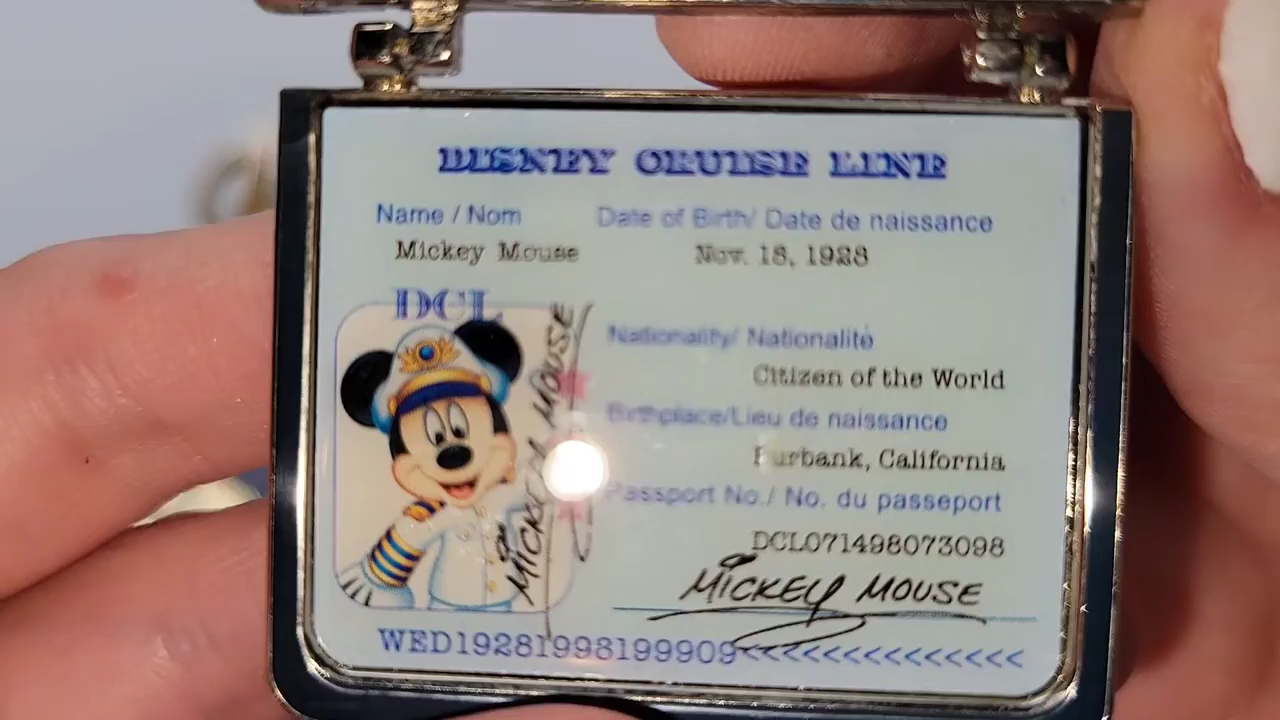 DISNEY CRUISE LINE
Name / Nom Date of Birth/ Date de naissance
Mickey Mouse Nov. 18, 1928
DCL
MICKEY MOUSE
Nationality/ Nationalité
Citizen of the World
Birthplace/Lieu de naissance
Burbank, California
Passport No./ No. du passeport
DCL071498073098
MICKEY MOUSE
WED19281998199909<<<<<<<<<<<<<<